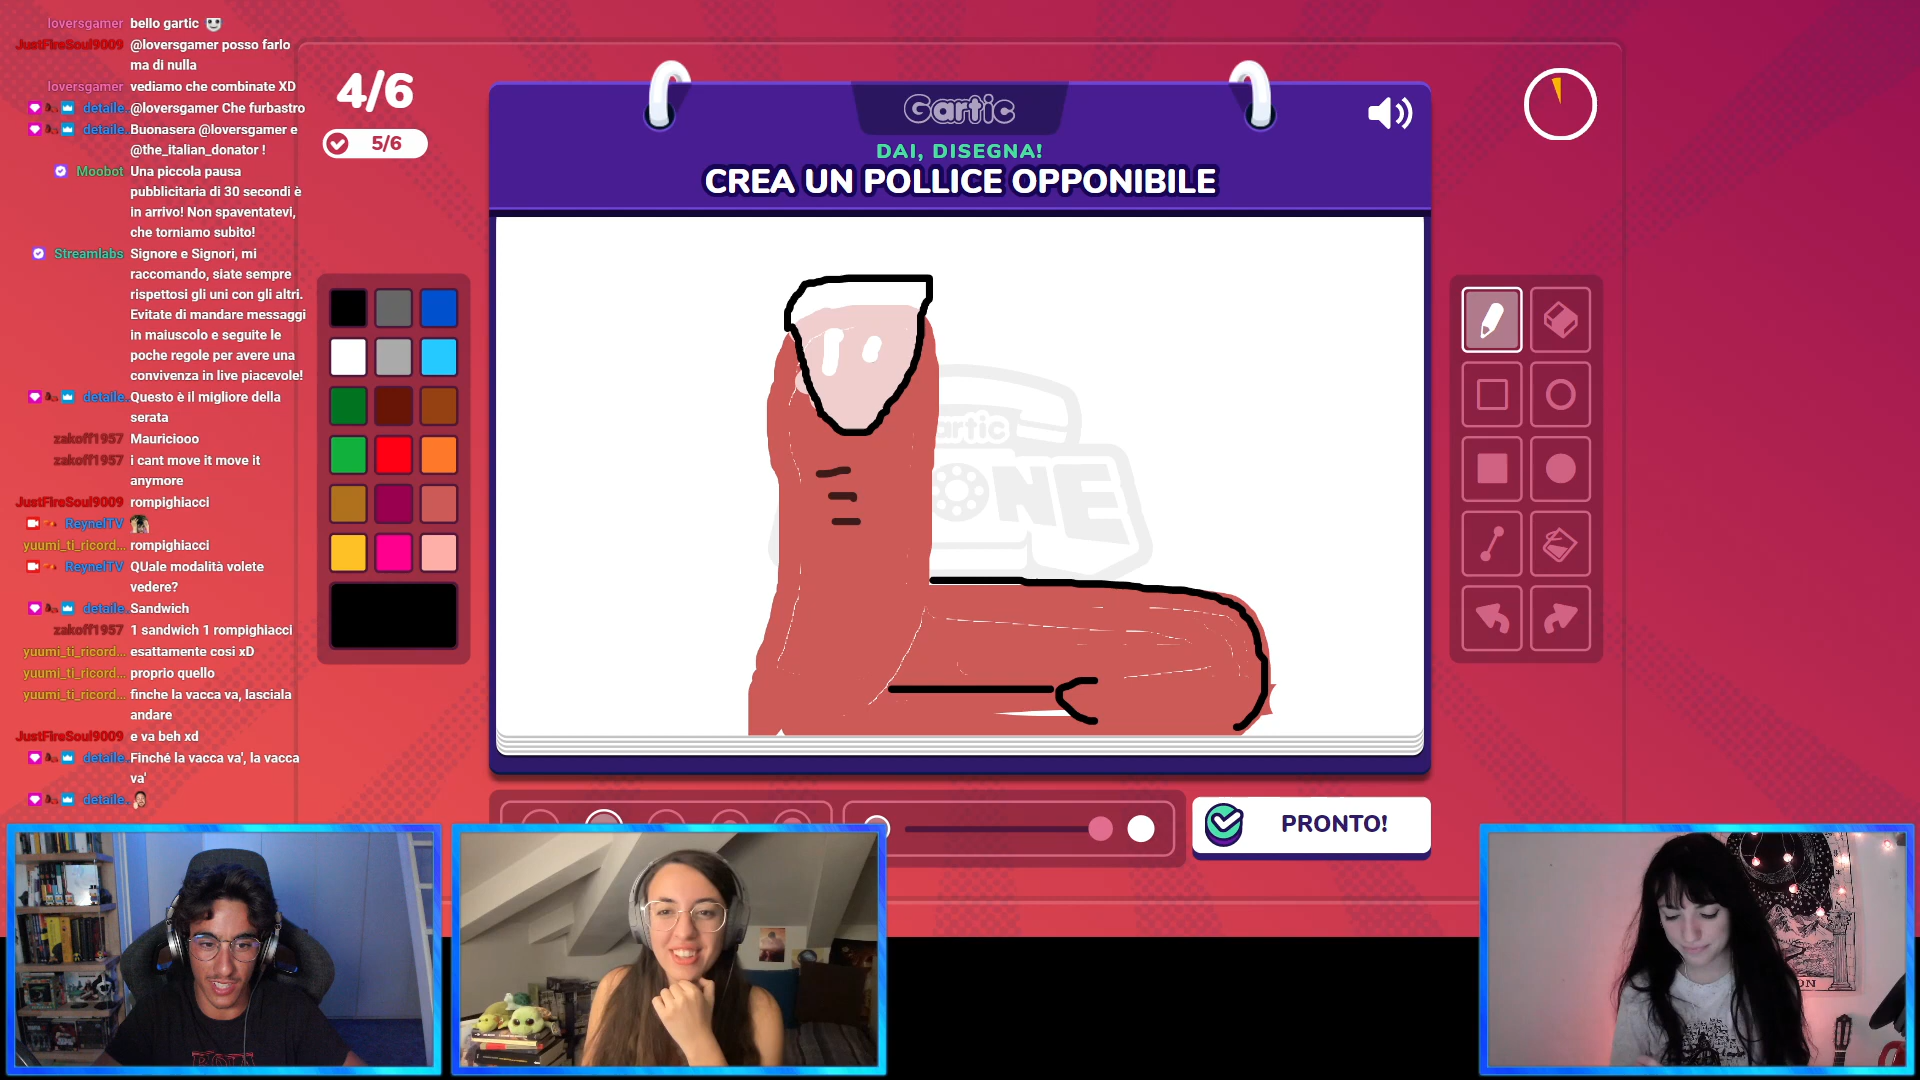 loversgamer bello gartic
JustFireSoul9009 @loversgamer posso farlo
ma di nulla
loversgamer vediamo che combinate XD
detaile... @loversgamer Che furbastro
detaile... Buonasera @loversgamer e
@the_italian_donator !
Moobot Una piccola pausa
pubblicitaria di 30 secondi è
in arrivo! Non spaventatevi,
che torniamo subito!
Streamlabs Signore e Signori, mi
raccomando, siate sempre
rispettosi gli uni con gli altri.
Evitate di mandare messaggi
in maiuscolo e seguite le
poche regole per avere una
convivenza in live piacevole!
detaile... Questo è il migliore della
serata
zakoff1957 Mauriciooo
zakoff1957 i cant move it move it
anymore
JustFireSoul9009 rompighiacci
ReynelTV
yuumi_ti_ricord... rompighiacci
ReynelTV QUale modalità volete
vedere?
detaile... Sandwich
zakoff1957 1 sandwich 1 rompighiacci
yuumi_ti_ricord... esattamente cosi xD
yuumi_ti_ricord... proprio quello
yuumi_ti_ricord... finche la vacca va, lasciala
andare
JustFireSoul9009 e va beh xd
detaile... Finché la vacca va', la vacca
va'
detaile...
4/6
5/6
Gartic
DAI, DISEGNA!
CREA UN POLLICE OPPONIBILE
artic
ONE
PRONTO!